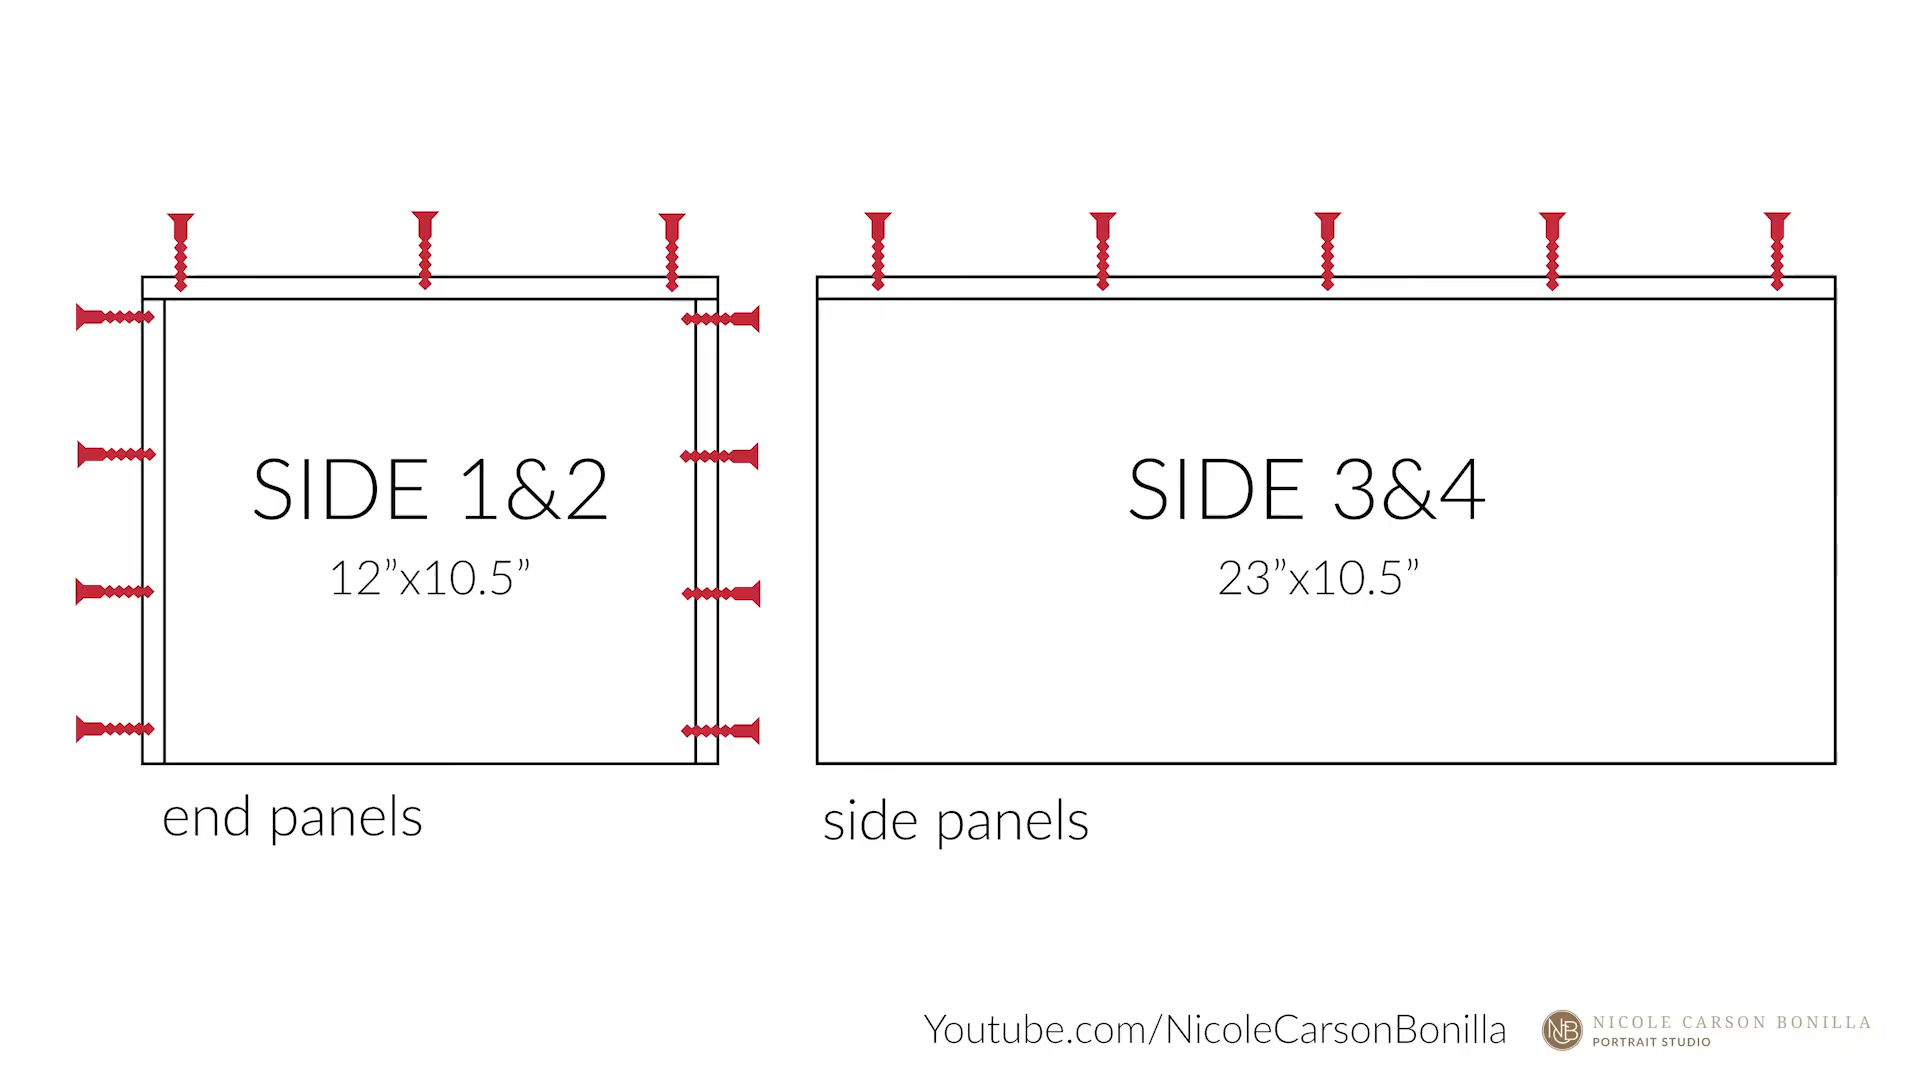 SIDE 1&2
12”x10.5”
end panels
SIDE 3&4
23”x10.5”
side panels
Youtube.com/NicoleCarsonBonilla
NB
NICOLE CARSON BONILLA
PORTRAIT STUDIO